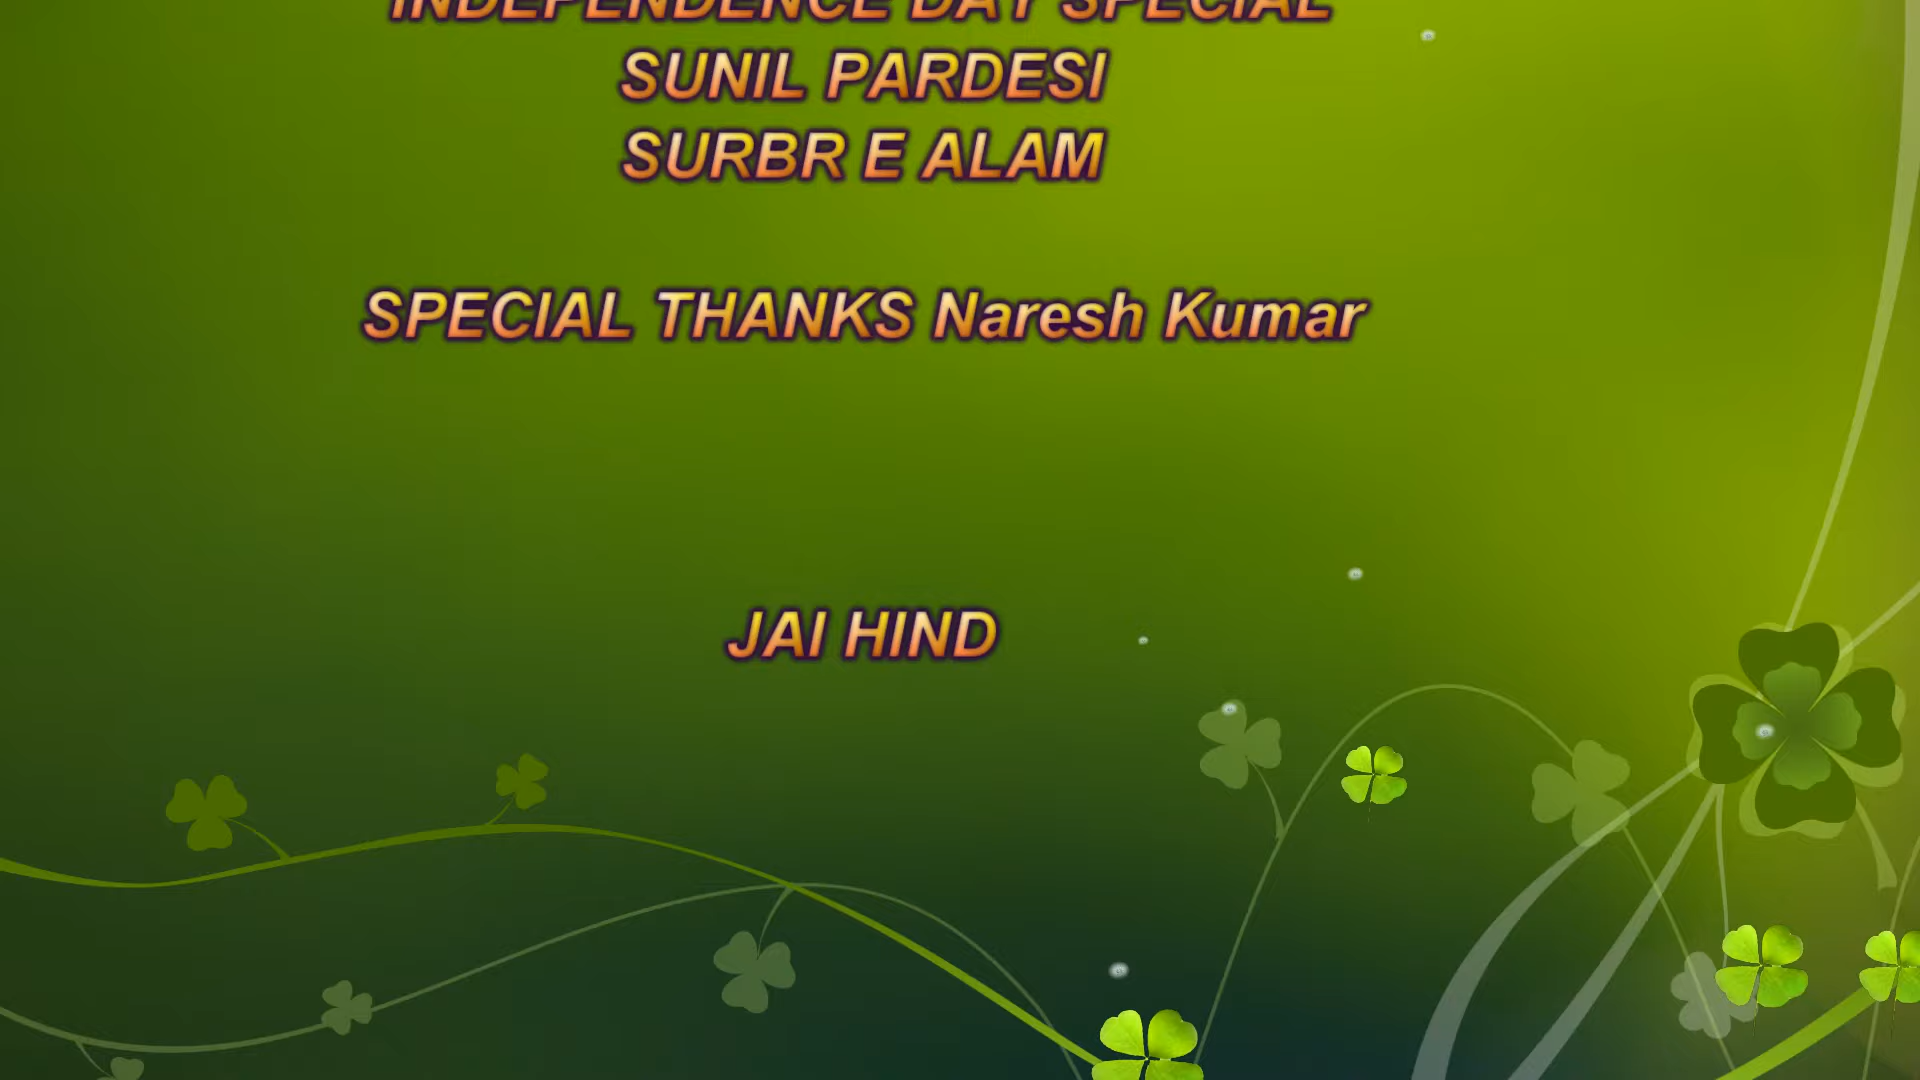 INDEPENDENCE DAY SPECIAL
SUNIL PARDESI
SURBR E ALAM
SPECIAL THANKS Naresh Kumar
JAI HIND